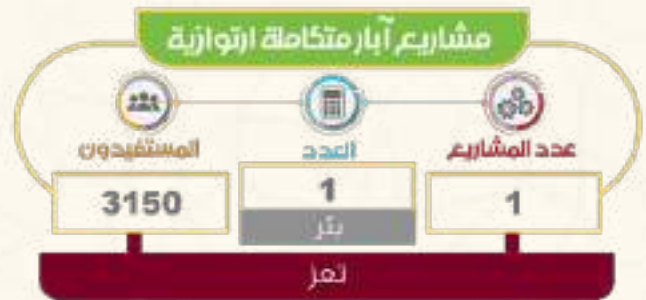 مشاريع آبار متكاملة ارتوازية
عدد المشاريع العدد المستفيدون
1 1 3150
بئر
تعز